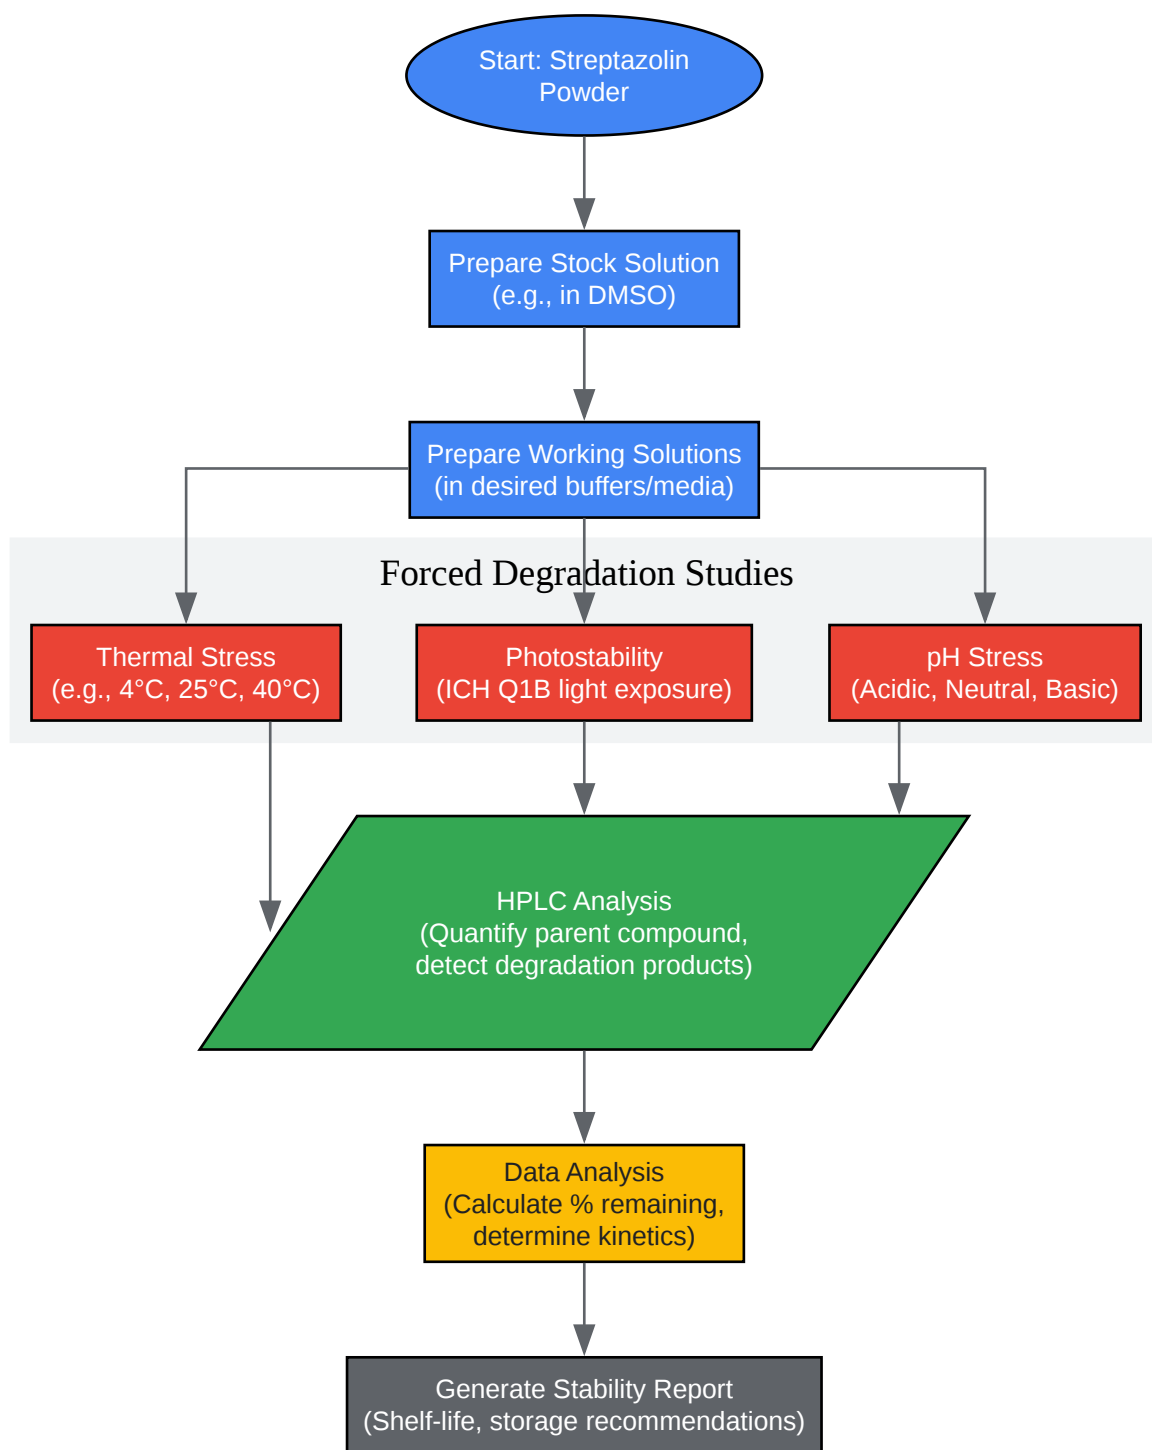 Start: Streptazolin
Powder
Prepare Stock Solution
(e.g., in DMSO)
Prepare Working Solutions
(in desired buffers/media)
Forced Degradation Studies
Thermal Stress
(e.g., 4°C, 25°C, 40°C)
Photostability
(ICH Q1B light exposure)
pH Stress
(Acidic, Neutral, Basic)
HPLC Analysis
(Quantify parent compound,
detect degradation products)
Data Analysis
(Calculate % remaining,
determine kinetics)
Generate Stability Report
(Shelf-life, storage recommendations)